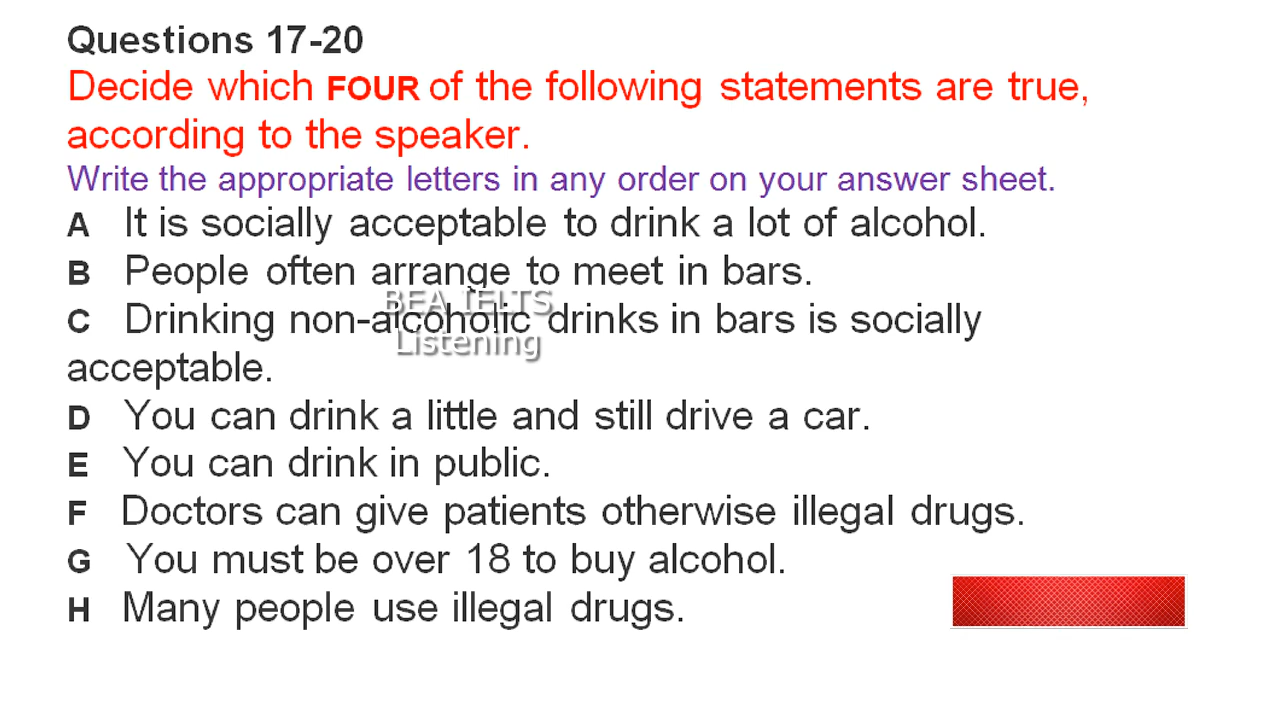 Questions 17-20
Decide which FOUR of the following statements are true,
according to the speaker.
Write the appropriate letters in any order on your answer sheet.
A It is socially acceptable to drink a lot of alcohol.
B People often arrange to meet in bars.
BFA IELTS
C Drinking non-alcoholic drinks in bars is socially
Listening
acceptable.
D You can drink a little and still drive a car.
E You can drink in public.
F Doctors can give patients otherwise illegal drugs.
G You must be over 18 to buy alcohol.
H Many people use illegal drugs.